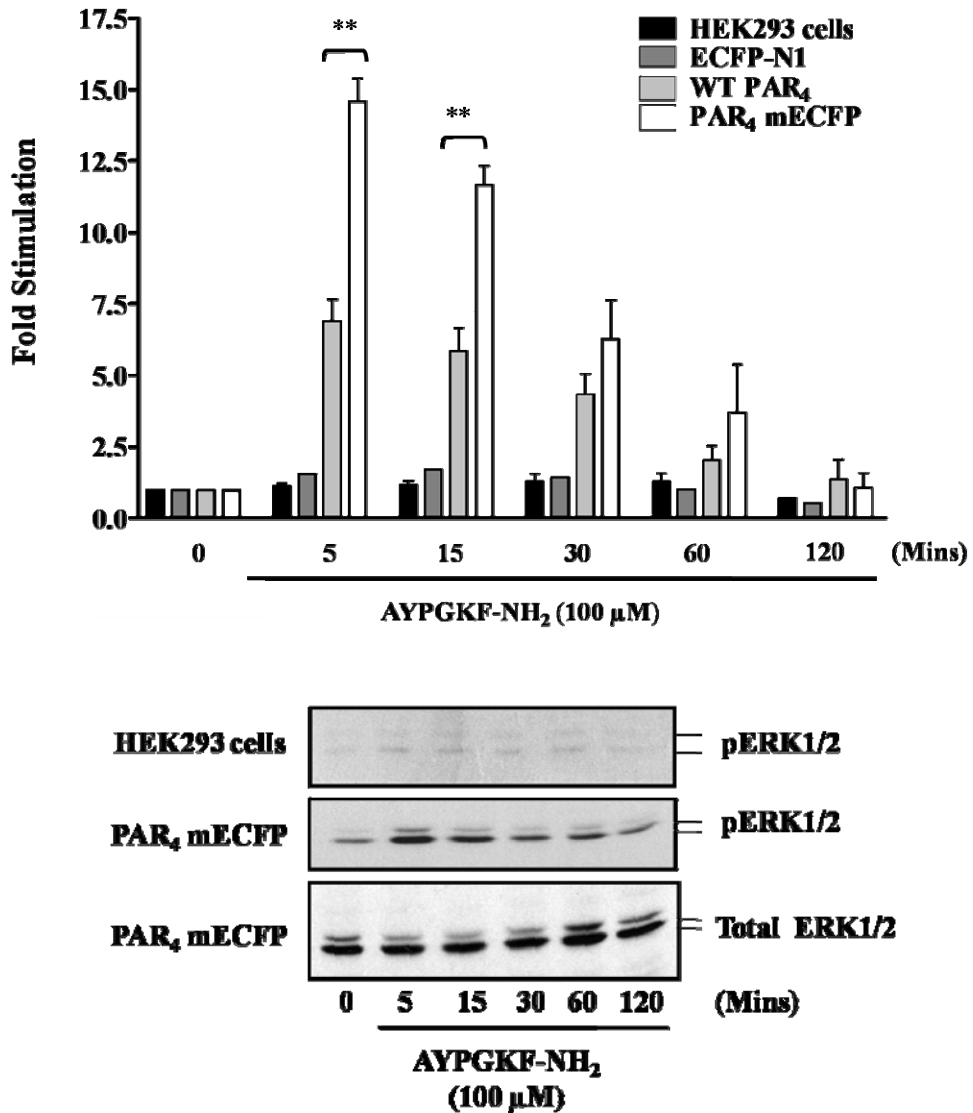 17.5
15.0
12.5
10.0
7.5
5.0
2.5
0.0
Fold Stimulation
**
**
HEK293 cells
ECFP-N1
WT PAR4
PAR4 mECFP
0 5 15 30 60 120 (Mins)
AYPGKF-NH2 (100 µM)
HEK293 cells pERK1/2
PAR4 mECFP pERK1/2
PAR4 mECFP Total ERK1/2
0 5 15 30 60 120 (Mins)
AYPGKF-NH2
(100 µM)